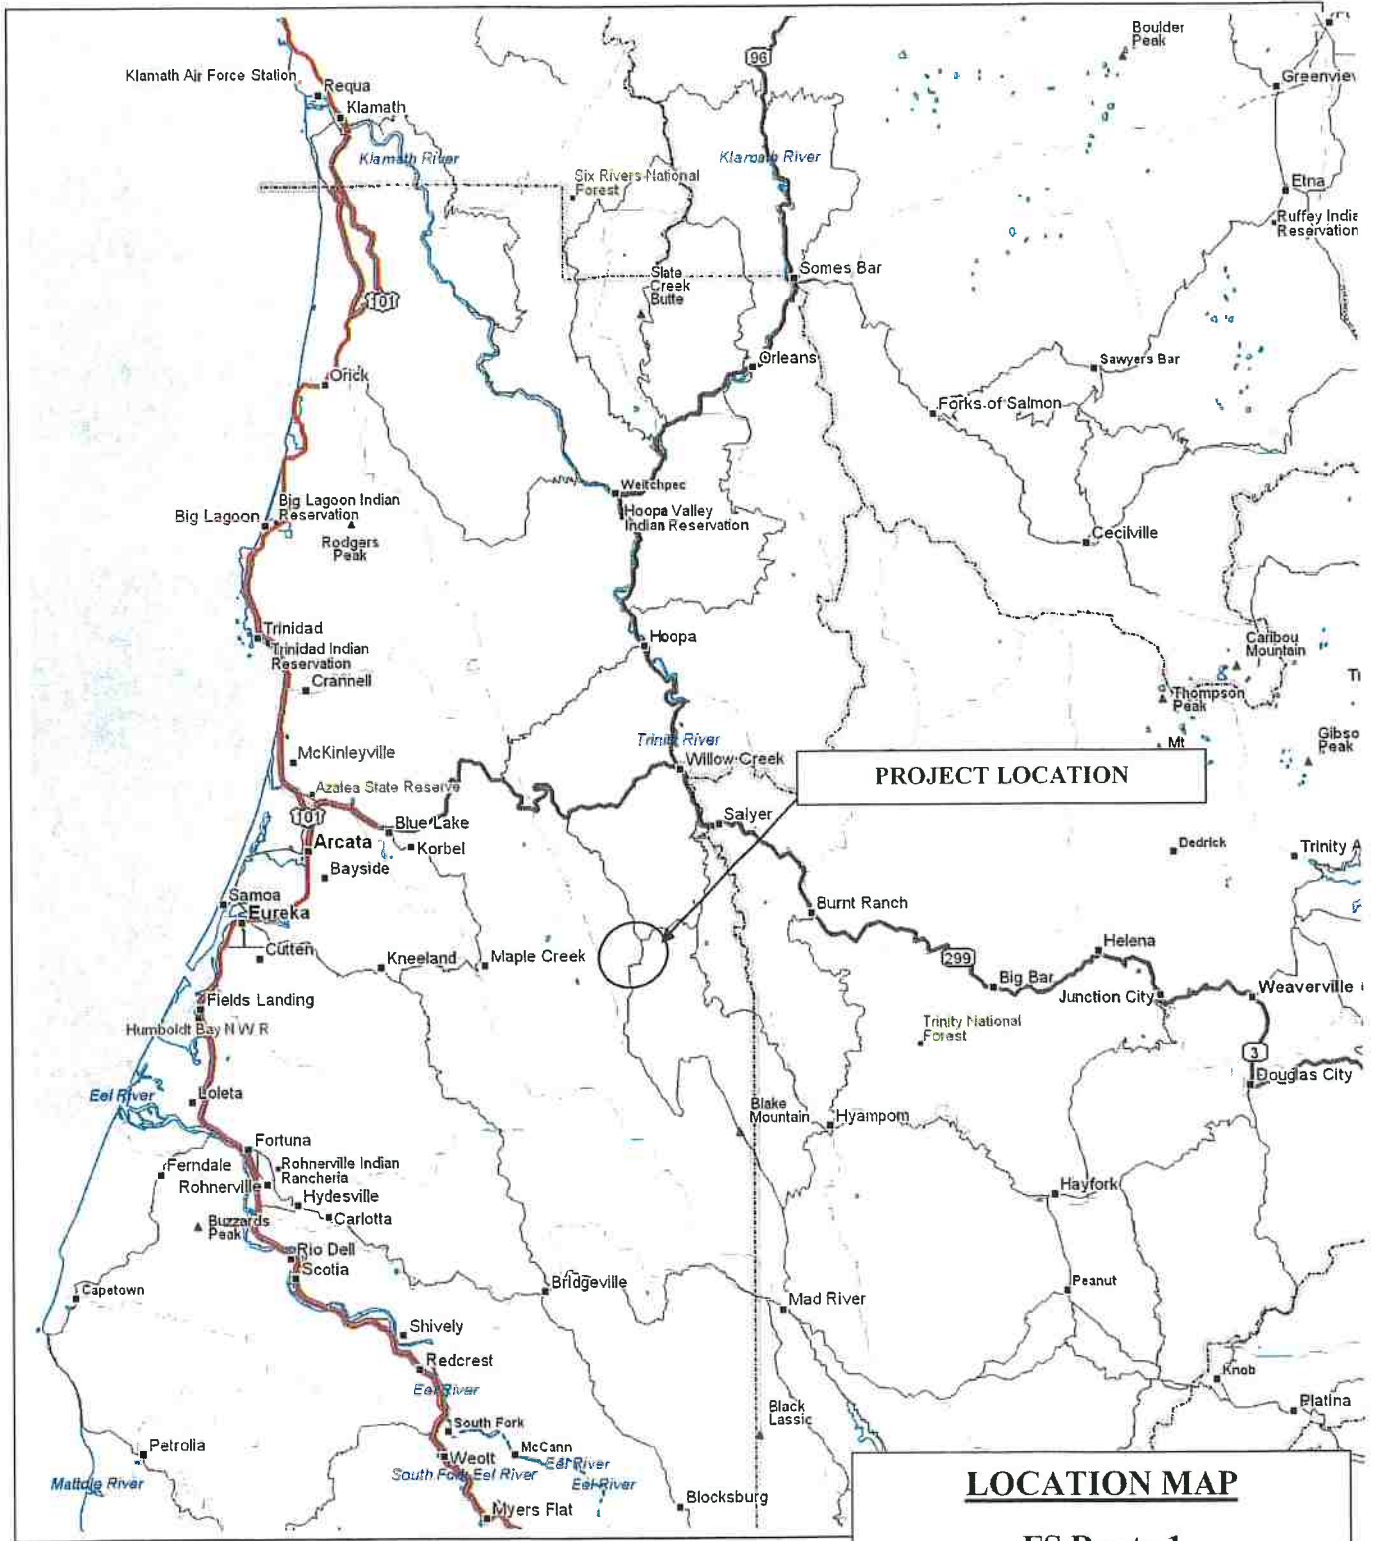 Boulder
Peak
96
Greenview
Klamath Air Force Station
Requa
Klamath
Klamath River
Klamath River
Six Rivers National
Forest
Etna
Ruffey India
Reservation
Somes Bar
Slate
Creek
Butte
101
Orleans
Sawyers Bar
Orick
Forks of Salmon
Weitchpec
Big Lagoon Indian
Reservation
Big Lagoon
Hoopa Valley
Indian Reservation
Rodgers
Peak
Cecilville
Trinidad
Hoopa
Trinidad Indian
Reservation
Caribou
Mountain
Crannell
Thompson
Peak
Trinity River
Mt
Gibso
Peak
McKinleyville
Willow Creek
PROJECT LOCATION
Azalea State Reserve
101
Blue Lake
Salyer
Arcata
Korbel
Dedrick
Trinity A
Bayside
Samoa
Eureka
Burnt Ranch
Cutten
Kneeland
Maple Creek
Helena
299
Big Bar
Junction City
Weaverville
Fields Landing
Humboldt Bay N W R
Trinity National
Forest
3
Douglas City
Eel River
Loleta
Blake
Mountain
Hyampom
Fortuna
Ferndale
Rohnerville Indian
Rancheria
Rohnerville
Hydesville
Hayfork
Carlotta
Buzzards
Peak
Rio Dell
Scotia
Capetown
Bridgeville
Peanut
Mad River
Shively
Redcrest
Knob
Eel River
Platina
Black
Lassic
South Fork
Petrolia
McCann
Weott
Eel River
South Fork Eel River
Mattole River
Eel River
Blocksburg
Myers Flat
LOCATION MAP